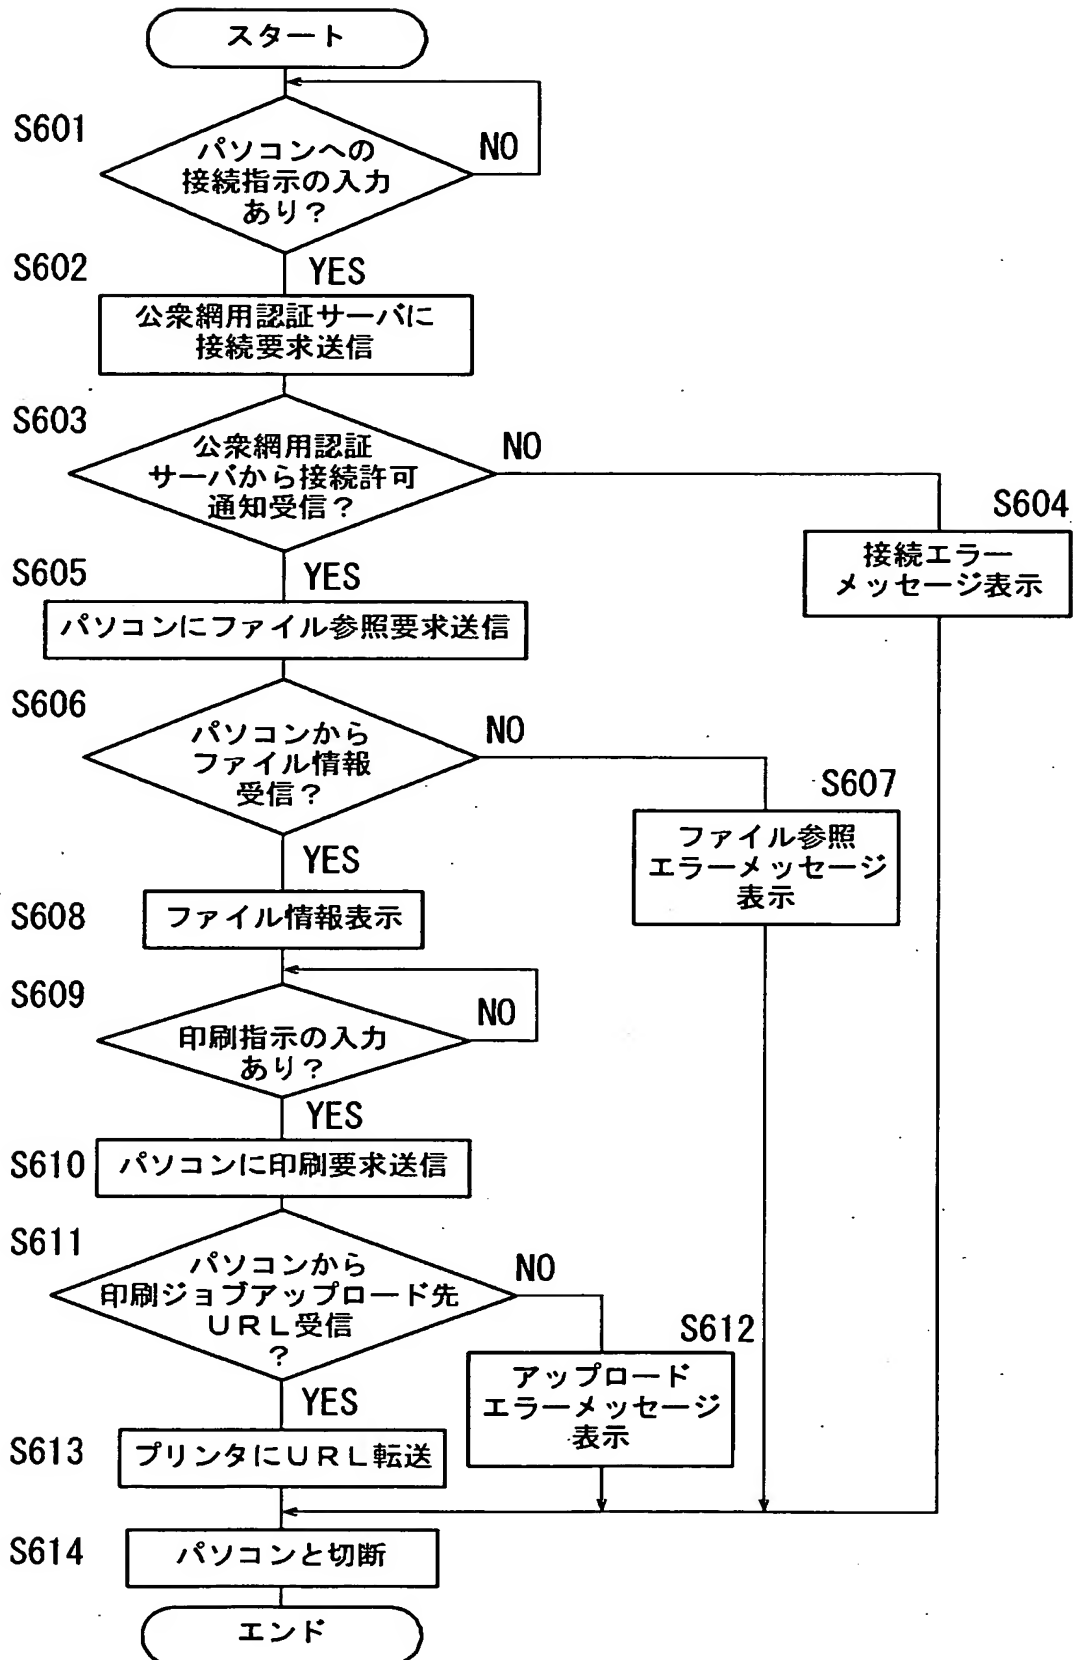 スタート
S601
パソコンへの
接続指示の入力
あり？
NO
S602
YES
公衆網用認証サーバに
接続要求送信
S603
公衆網用認証
サーバから接続許可
通知受信？
NO
S604
接続エラー
メッセージ表示
S605
YES
パソコンにファイル参照要求送信
S606
パソコンから
ファイル情報
受信？
NO
S607
ファイル参照
エラーメッセージ
表示
YES
S608
ファイル情報表示
S609
印刷指示の入力
あり？
NO
YES
S610
パソコンに印刷要求送信
S611
パソコンから
印刷ジョブアップロード先
ＵＲＬ受信
？
NO
S612
アップロード
エラーメッセージ
表示
YES
S613
プリンタにＵＲＬ転送
S614
パソコンと切断
エンド